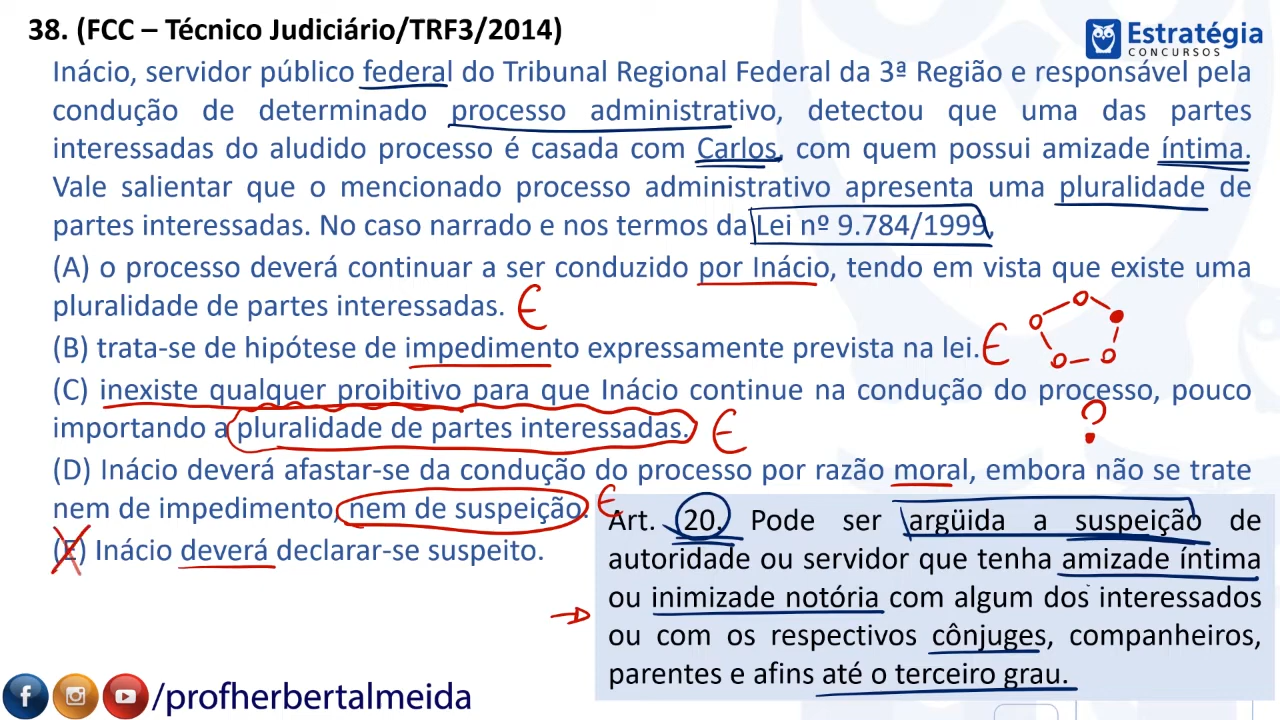 38. (FCC – Técnico Judiciário/TRF3/2014)
Estratégia
CONCURSOS
Inácio, servidor público federal do Tribunal Regional Federal da 3ª Região e responsável pela
condução de determinado processo administrativo, detectou que uma das partes
interessadas do aludido processo é casada com Carlos, com quem possui amizade íntima.
Vale salientar que o mencionado processo administrativo apresenta uma pluralidade de
partes interessadas. No caso narrado e nos termos da Lei nº 9.784/1999,
(A) o processo deverá continuar a ser conduzido por Inácio, tendo em vista que existe uma
pluralidade de partes interessadas. E
(B) trata-se de hipótese de impedimento expressamente prevista na lei. E
(C) inexiste qualquer proibitivo para que Inácio continue na condução do processo, pouco
importando a pluralidade de partes interessadas. E
?
(D) Inácio deverá afastar-se da condução do processo por razão moral, embora não se trate
nem de impedimento, nem de suspeição. E
(E) Inácio deverá declarar-se suspeito.
Art. 20. Pode ser argüida a suspeição de
autoridade ou servidor que tenha amizade íntima
ou inimizade notória com algum dos interessados
ou com os respectivos cônjuges, companheiros,
parentes e afins até o terceiro grau.
/profherbertalmeida